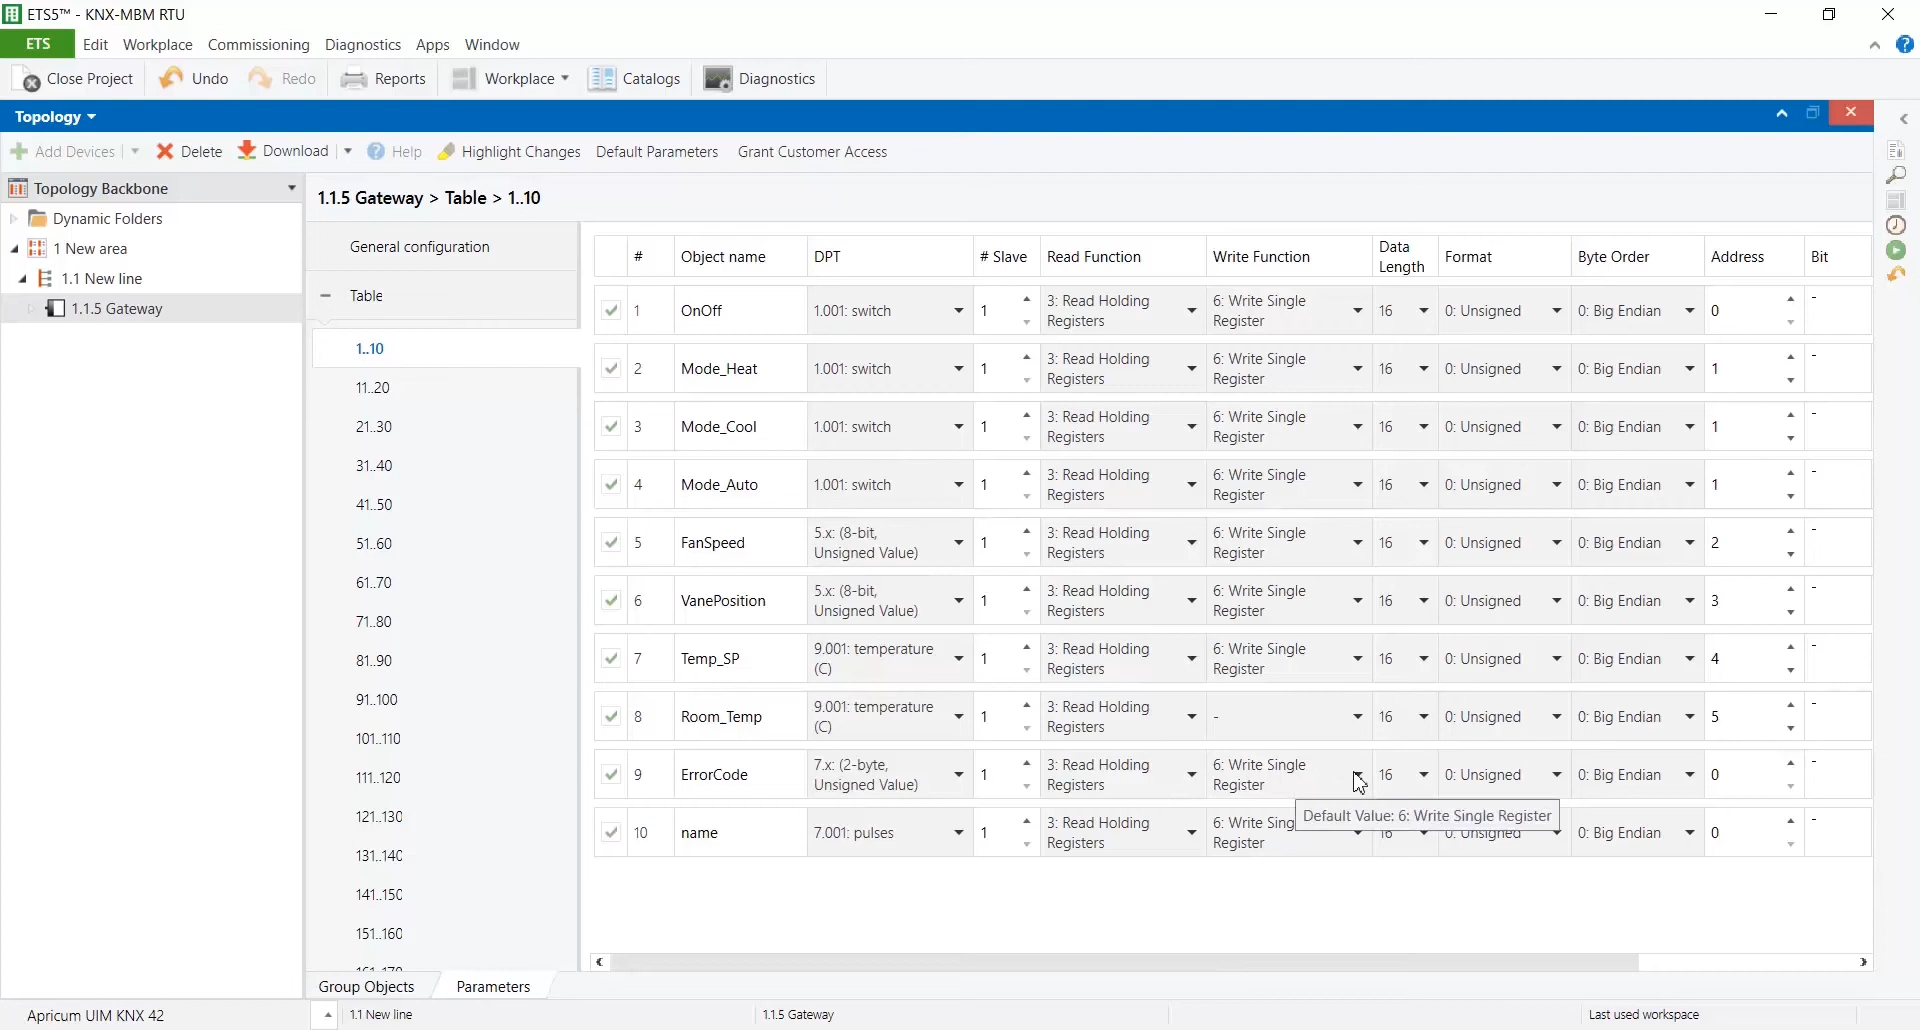 ETS5™ - KNX-MBM RTU
ETS Edit Workplace Commissioning Diagnostics Apps Window
Close Project Undo Redo Reports Workplace Catalogs Diagnostics
Topology
Add Devices Delete Download Help Highlight Changes Default Parameters Grant Customer Access
Topology Backbone
Dynamic Folders
1 New area
1.1 New line
1.1.5 Gateway
1.1.5 Gateway > Table > 1..10
General configuration
Table
1..10
11..20
21..30
31..40
41..50
51..60
61..70
71..80
81..90
91..100
101..110
111..120
121..130
131..140
141..150
151..160
# Object name DPT # Slave Read Function Write Function Data Length Format Byte Order Address Bit
1 OnOff 1.001: switch 1 3: Read Holding Registers 6: Write Single Register 16 0: Unsigned 0: Big Endian 0 -
2 Mode_Heat 1.001: switch 1 3: Read Holding Registers 6: Write Single Register 16 0: Unsigned 0: Big Endian 1 -
3 Mode_Cool 1.001: switch 1 3: Read Holding Registers 6: Write Single Register 16 0: Unsigned 0: Big Endian 1 -
4 Mode_Auto 1.001: switch 1 3: Read Holding Registers 6: Write Single Register 16 0: Unsigned 0: Big Endian 1 -
5 FanSpeed 5.x: (8-bit, Unsigned Value) 1 3: Read Holding Registers 6: Write Single Register 16 0: Unsigned 0: Big Endian 2 -
6 VanePosition 5.x: (8-bit, Unsigned Value) 1 3: Read Holding Registers 6: Write Single Register 16 0: Unsigned 0: Big Endian 3 -
7 Temp_SP 9.001: temperature (C) 1 3: Read Holding Registers 6: Write Single Register 16 0: Unsigned 0: Big Endian 4 -
8 Room_Temp 9.001: temperature (C) 1 3: Read Holding Registers - 16 0: Unsigned 0: Big Endian 5 -
9 ErrorCode 7.x: (2-byte, Unsigned Value) 1 3: Read Holding Registers 6: Write Single Register 16 0: Unsigned 0: Big Endian 0 -
Default Value: 6: Write Single Register
10 name 7.001: pulses 1 3: Read Holding Registers 6: Write Register 16 0: Unsigned 0: Big Endian 0 -
Group Objects Parameters
Apricum UIM KNX 42 1.1 New line 1.1.5 Gateway Last used workspace